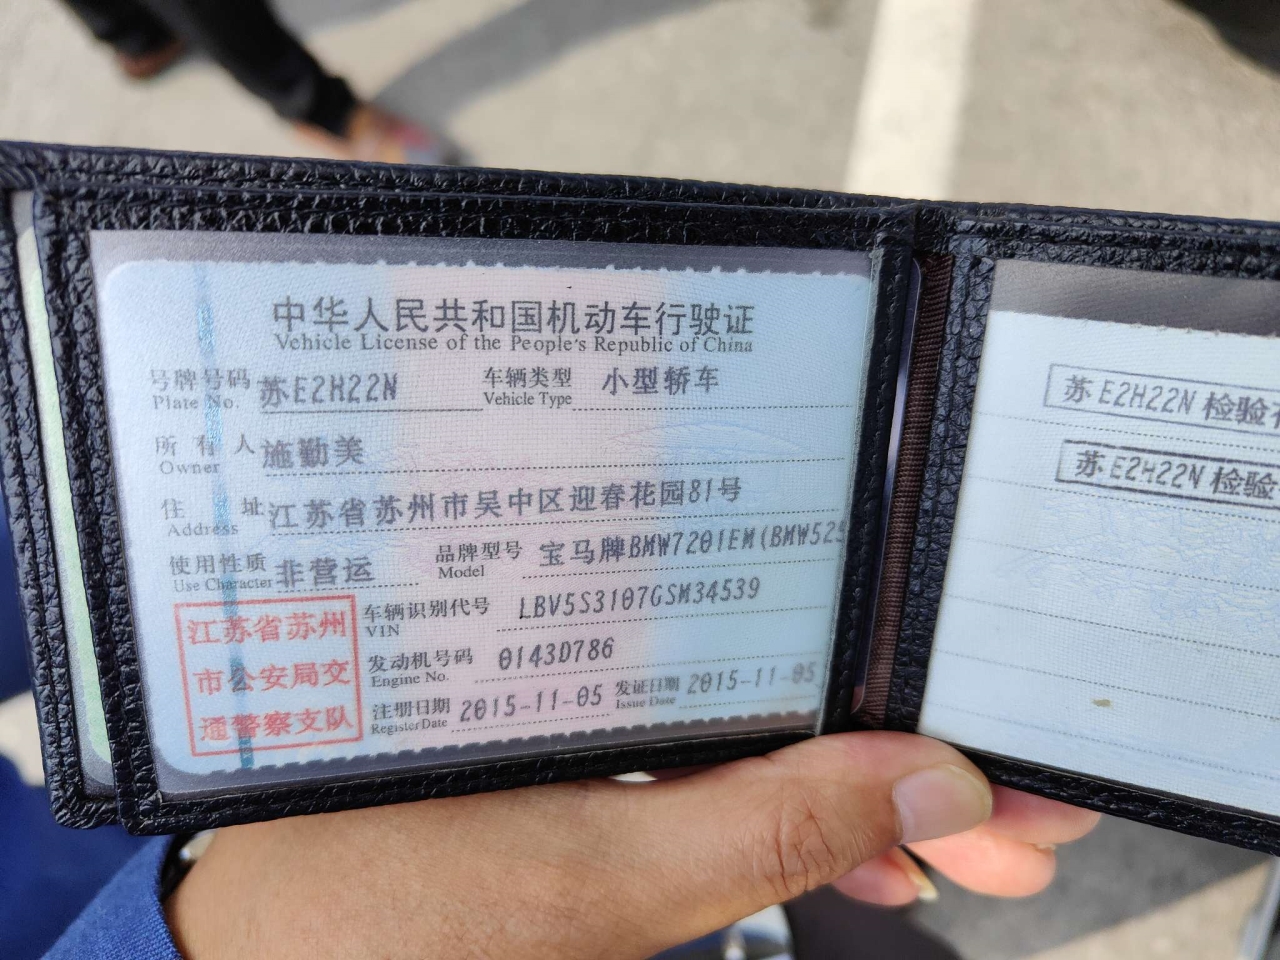 中华人民共和国机动车行驶证
Vehicle License of the People's Republic of China
号牌号码 苏E2H22N 车辆类型 小型轿车
Plate No. Vehicle Type
所有人 施勤美
Owner
住址 江苏省苏州市吴中区迎春花园81号
Address
使用性质 非营运 品牌型号 宝马牌BMW7201EM(BMW525
Use Character Model
车辆识别代号 LBV5S3107GSM34539
VIN
发动机号码 0143D786
Engine No.
注册日期 2015-11-05 发证日期 2015-11-05
Register Date Issue Date
江苏省苏州
市公安局交
通警察支队
苏E2H22N 检验有
苏E2H22N 检验